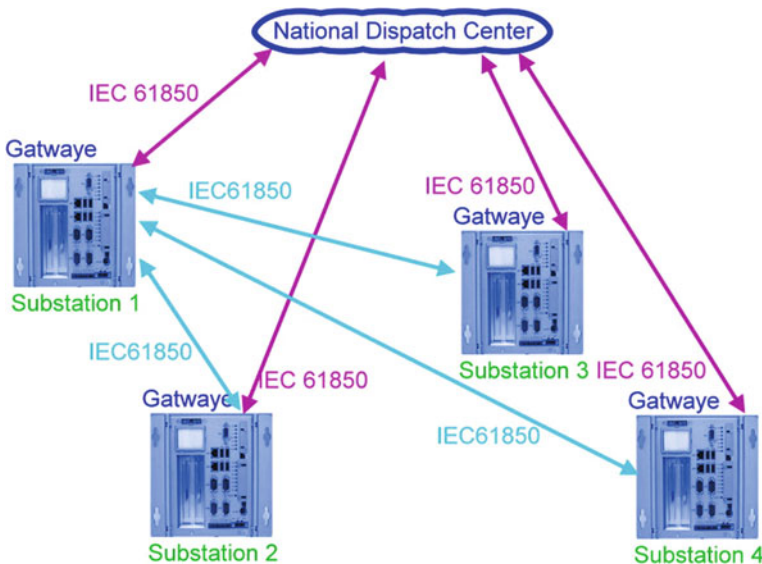 National Dispatch Center
IEC 61850
Gatwaye
IEC61850
IEC 61850
Gatwaye
Substation 1
IEC61850
IEC 61850
Substation 3
IEC 61850
Gatwaye
Gatwaye
IEC61850
Substation 2
Substation 4